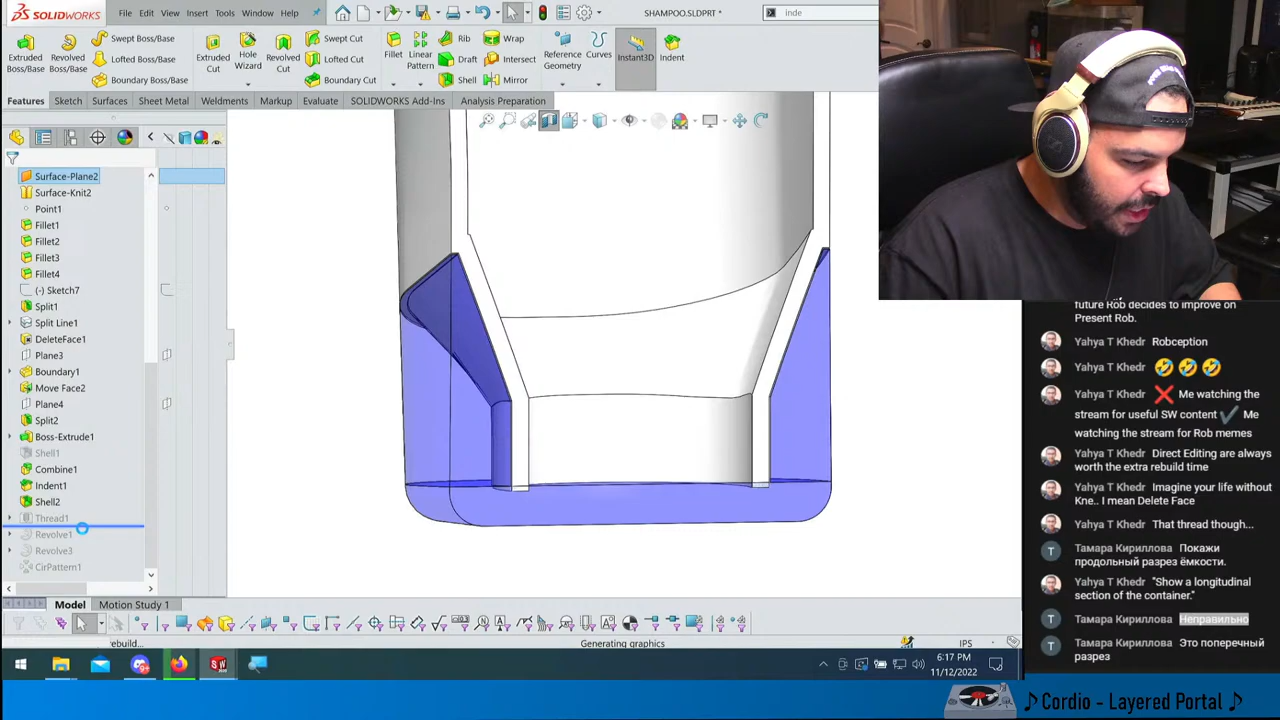 SOLIDWORKS
File Edit View Insert Tools Window Help
SHAMPOO.SLDPRT *
inde
Extruded Boss/Base
Revolved Boss/Base
Swept Boss/Base
Lofted Boss/Base
Boundary Boss/Base
Extruded Cut
Hole Wizard
Revolved Cut
Swept Cut
Lofted Cut
Boundary Cut
Fillet
Linear Pattern
Rib
Draft
Shell
Wrap
Intersect
Mirror
Reference Geometry
Curves
Instant3D
Indent
Features Sketch Surfaces Sheet Metal Weldments Markup Evaluate SOLIDWORKS Add-Ins Analysis Preparation
Surface-Plane2
Surface-Knit2
Point1
Fillet1
Fillet2
Fillet3
Fillet4
(-) Sketch7
Split1
Split Line1
DeleteFace1
Plane3
Boundary1
Move Face2
Plane4
Split2
Boss-Extrude1
Shell1
Combine1
Indent1
Shell2
Thread1
Revolve1
Revolve3
CirPattern1
Model Motion Study 1
ebuild...
Generating graphics
IPS
6:17 PM
11/12/2022
future Rob decides to improve on
Present Rob.
Yahya T Khedr Robception
Yahya T Khedr 🤣🤣🤣
Yahya T Khedr ❌ Me watching the
stream for useful SW content ✔ Me
watching the stream for Rob memes
Yahya T Khedr Direct Editing are always
worth the extra rebuild time
Yahya T Khedr Imagine your life without
Kne.. I mean Delete Face
Yahya T Khedr That thread though...
T
Тамара Кириллова Покажи
продольный разрез ёмкости.
Yahya T Khedr "Show a longitudinal
section of the container."
T
Тамара Кириллова Неправильно
T
Тамара Кириллова Это поперечный
разрез
♪ Cordio - Layered Portal ♪